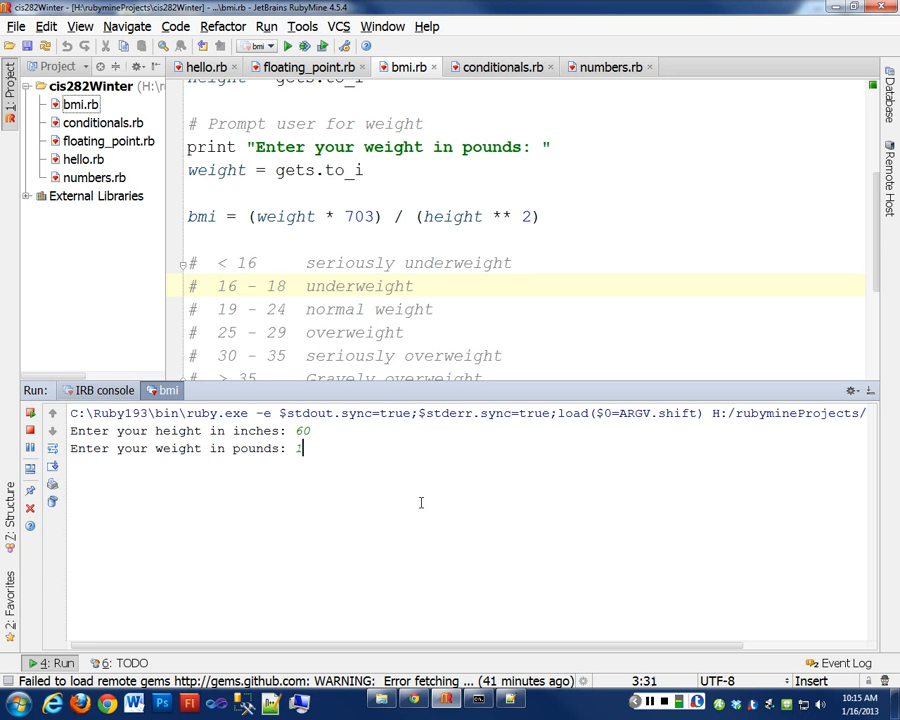 cis282Winter - [H:\rubymineProjects\cis282Winter] - ...\bmi.rb - JetBrains RubyMine 4.5.4
File Edit View Navigate Code Refactor Run Tools VCS Window Help
bmi
Project
hello.rb floating_point.rb bmi.rb conditionals.rb numbers.rb
1: Project
cis282Winter (H:\
bmi.rb
conditionals.rb
floating_point.rb
hello.rb
numbers.rb
External Libraries
height = gets.to_i
# Prompt user for weight
print "Enter your weight in pounds: "
weight = gets.to_i
bmi = (weight * 703) / (height ** 2)
# < 16 seriously underweight
# 16 - 18 underweight
# 19 - 24 normal weight
# 25 - 29 overweight
# 30 - 35 seriously overweight
# > 35 Gravely overweight
Database
Remote Host
Run: IRB console bmi
C:\Ruby193\bin\ruby.exe -e $stdout.sync=true;$stderr.sync=true;load($0=ARGV.shift) H:/rubymineProjects/
Enter your height in inches: 60
Enter your weight in pounds: 1
Z: Structure
2: Favorites
4: Run 6: TODO Event Log
Failed to load remote gems http://gems.github.com: WARNING: Error fetching ... (41 minutes ago) 3:31 UTF-8 Insert
10:15 AM
1/16/2013